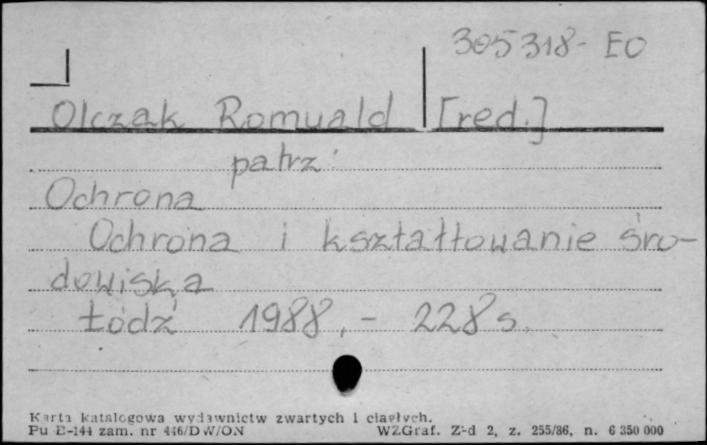 305318- EO
Olczak Romuald [red.]
patrz:
Ochrona
Ochrona i kształtowanie śro-
dowiska
Łódź 1988, - 228 s.
Karta katalogowa wydawnictw zwartych i ciągłych.
Pu E-144 zam. nr 446/DW/ON WZGraf. Z-d 2, z. 255/86, n. 6 350 000